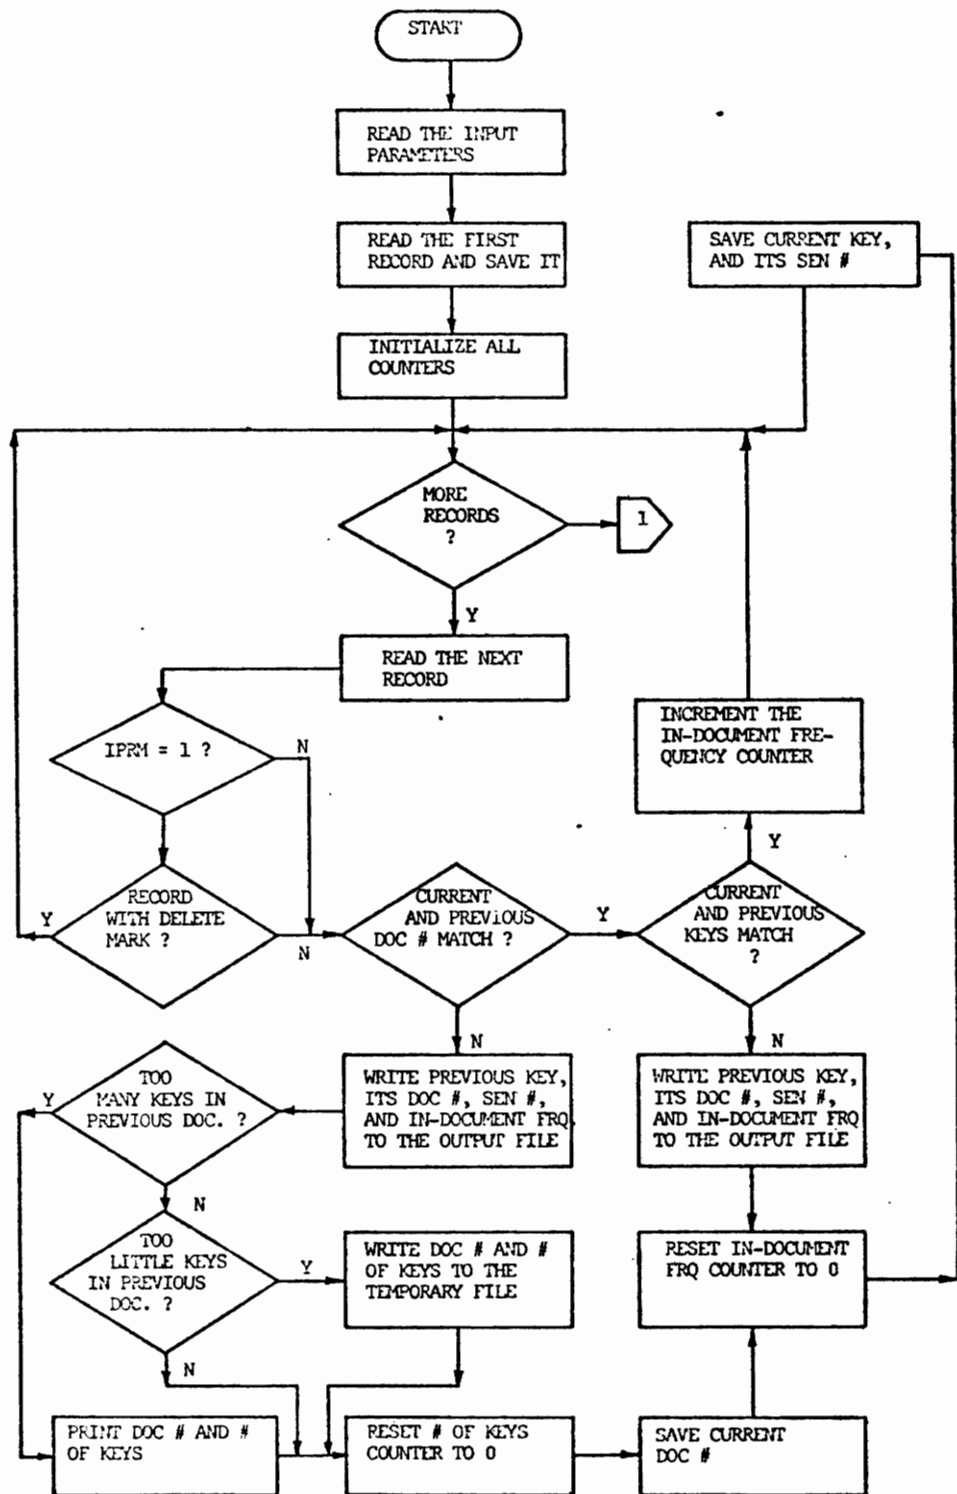 START
READ THE INPUT
PARAMETERS
READ THE FIRST
RECORD AND SAVE IT
SAVE CURRENT KEY,
AND ITS SEN #
INITIALIZE ALL
COUNTERS
MORE
RECORDS
?
1
Y
READ THE NEXT
RECORD
INCREMENT THE
IN-DOCUMENT FRE-
QUENCY COUNTER
IPRM = 1 ?
N
Y
RECORD
WITH DELETE
MARK ?
Y
N
CURRENT
AND PREVIOUS
DOC # MATCH ?
Y
CURRENT
AND PREVIOUS
KEYS MATCH
?
N
N
TOO
MANY KEYS IN
PREVIOUS DOC. ?
Y
WRITE PREVIOUS KEY,
ITS DOC #, SEN #,
AND IN-DOCUMENT FRQ
TO THE OUTPUT FILE
WRITE PREVIOUS KEY,
ITS DOC #, SEN #,
AND IN-DOCUMENT FRQ
TO THE OUTPUT FILE
N
TOO
LITTLE KEYS
IN PREVIOUS
DOC. ?
Y
WRITE DOC # AND #
OF KEYS TO THE
TEMPORARY FILE
RESET IN-DOCUMENT
FRQ COUNTER TO 0
N
PRINT DOC # AND #
OF KEYS
RESET # OF KEYS
COUNTER TO 0
SAVE CURRENT
DOC #